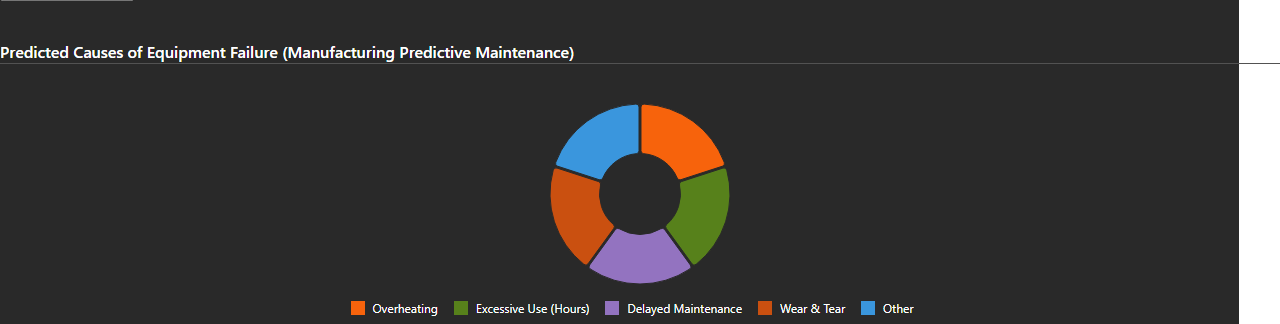 Predicted Causes of Equipment Failure (Manufacturing Predictive Maintenance)
Overheating Excessive Use (Hours) Delayed Maintenance Wear & Tear Other